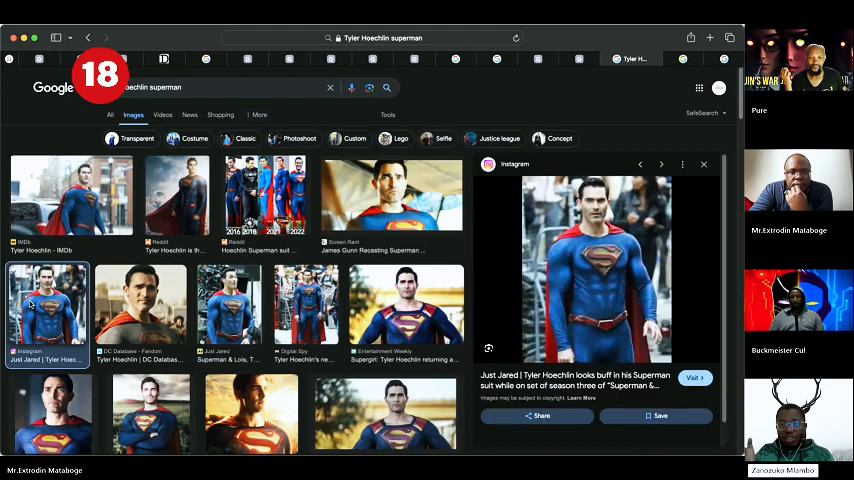 Tyler Hoechlin superman
Tyler H...
18
Google
oechlin superman
All Images Videos News Shopping More Tools SafeSearch
Transparent Costume Classic Photoshoot Custom Lego Selfie Justice league Concept
Instagram
2016 2018 2021 2022
IMDb
Tyler Hoechlin - IMDb
Reddit
Tyler Hoechlin is th...
Reddit
Hoechlin Superman suit ...
Screen Rant
James Gunn Recasting Superman ...
Instagram
Just Jared | Tyler Hoec...
DC Database - Fandom
Tyler Hoechlin | DC Databas...
Just Jared
Superman & Lois, T...
Digital Spy
Tyler Hoechlin's ne...
Entertainment Weekly
Supergirl: Tyler Hoechlin returning a...
Just Jared | Tyler Hoechlin looks buff in his Superman
suit while on set of season three of “Superman &...
Visit
Images may be subject to copyright. Learn More
Share Save
JIN'S WAR
Pure
Mr.Extrodin Mataboge
Buckmeister Cul
Zanozuko Mlambo
Mr.Extrodin Mataboge